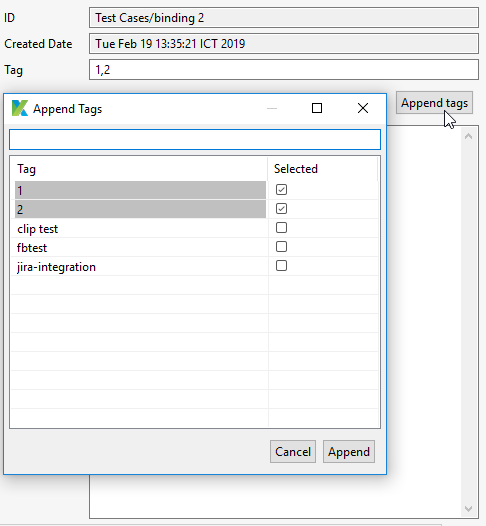 ID
Test Cases/binding 2
Created Date
Tue Feb 19 13:35:21 ICT 2019
Tag
1,2
Append tags
Append Tags
Tag Selected
1
2
clip test
fbtest
jira-integration
Cancel Append